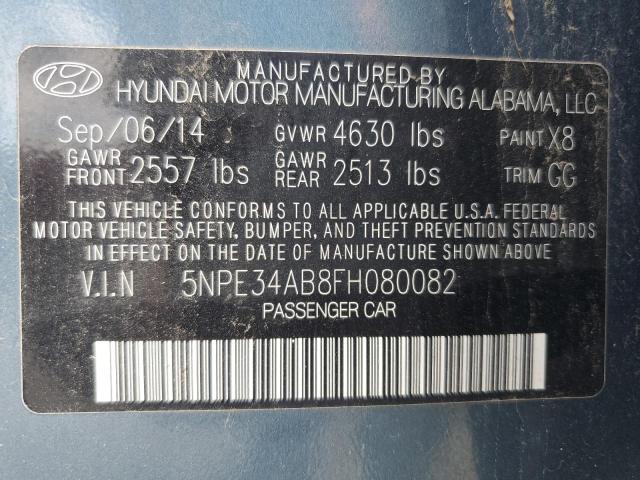 MANUFACTURED BY
HYUNDAI MOTOR MANUFACTURING ALABAMA, LLC
Sep/06/14 GVWR 4630 lbs PAINT X8
GAWR FRONT 2557 lbs GAWR REAR 2513 lbs TRIM GG
THIS VEHICLE CONFORMS TO ALL APPLICABLE U.S.A. FEDERAL
MOTOR VEHICLE SAFETY, BUMPER, AND THEFT PREVENTION STANDARDS
IN EFFECT ON THE DATE OF MANUFACTURE SHOWN ABOVE.
V.I.N 5NPE34AB8FH080082
PASSENGER CAR